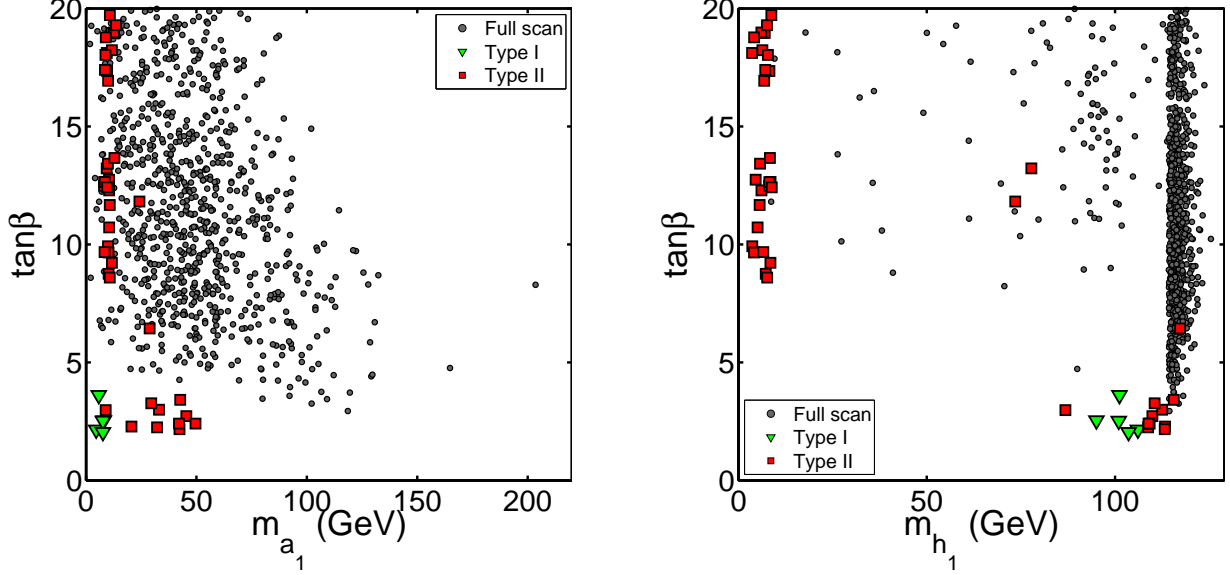 20
15
10
5
0
tanβ
0 50 100 150 200
m_{a_1} (GeV)
Full scan
Type I
Type II
20
15
10
5
0
tanβ
0 50 100
m_{h_1} (GeV)
Full scan
Type I
Type II